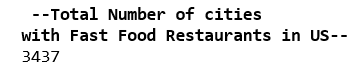 --Total Number of cities
with Fast Food Restaurants in US--
3437